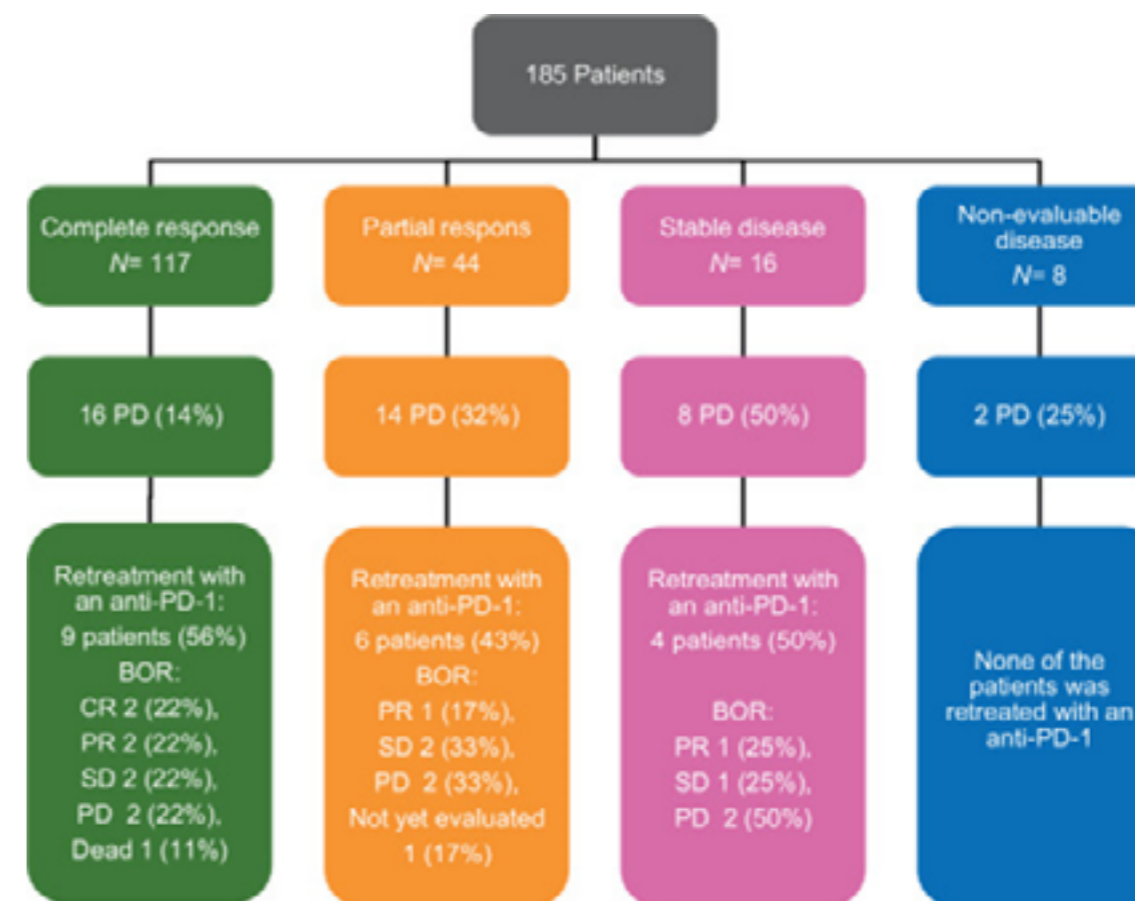 185 Patients
Complete response
N= 117
Partial respons
N= 44
Stable disease
N= 16
Non-evaluable
disease
N= 8
16 PD (14%)
14 PD (32%)
8 PD (50%)
2 PD (25%)
Retreatment with
an anti-PD-1:
9 patients (56%)
BOR:
CR 2 (22%),
PR 2 (22%),
SD 2 (22%),
PD 2 (22%),
Dead 1 (11%)
Retreatment with
an anti-PD-1:
6 patients (43%)
BOR:
PR 1 (17%),
SD 2 (33%),
PD 2 (33%),
Not yet evaluated
1 (17%)
Retreatment with
an anti-PD-1:
4 patients (50%)
BOR:
PR 1 (25%),
SD 1 (25%),
PD 2 (50%)
None of the
patients was
retreated with an
anti-PD-1